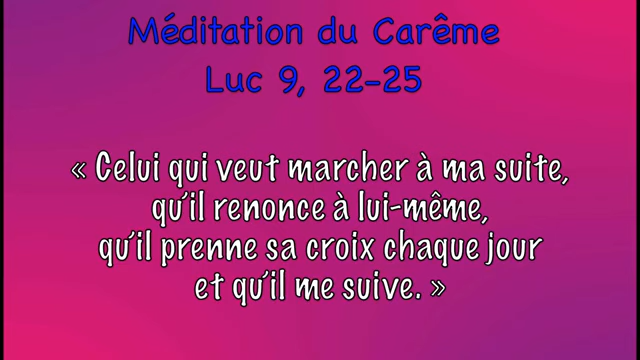 Méditation du Carême
Luc 9, 22-25
« Celui qui veut marcher à ma suite,
qu'il renonce à lui-même,
qu'il prenne sa croix chaque jour
et qu'il me suive. »